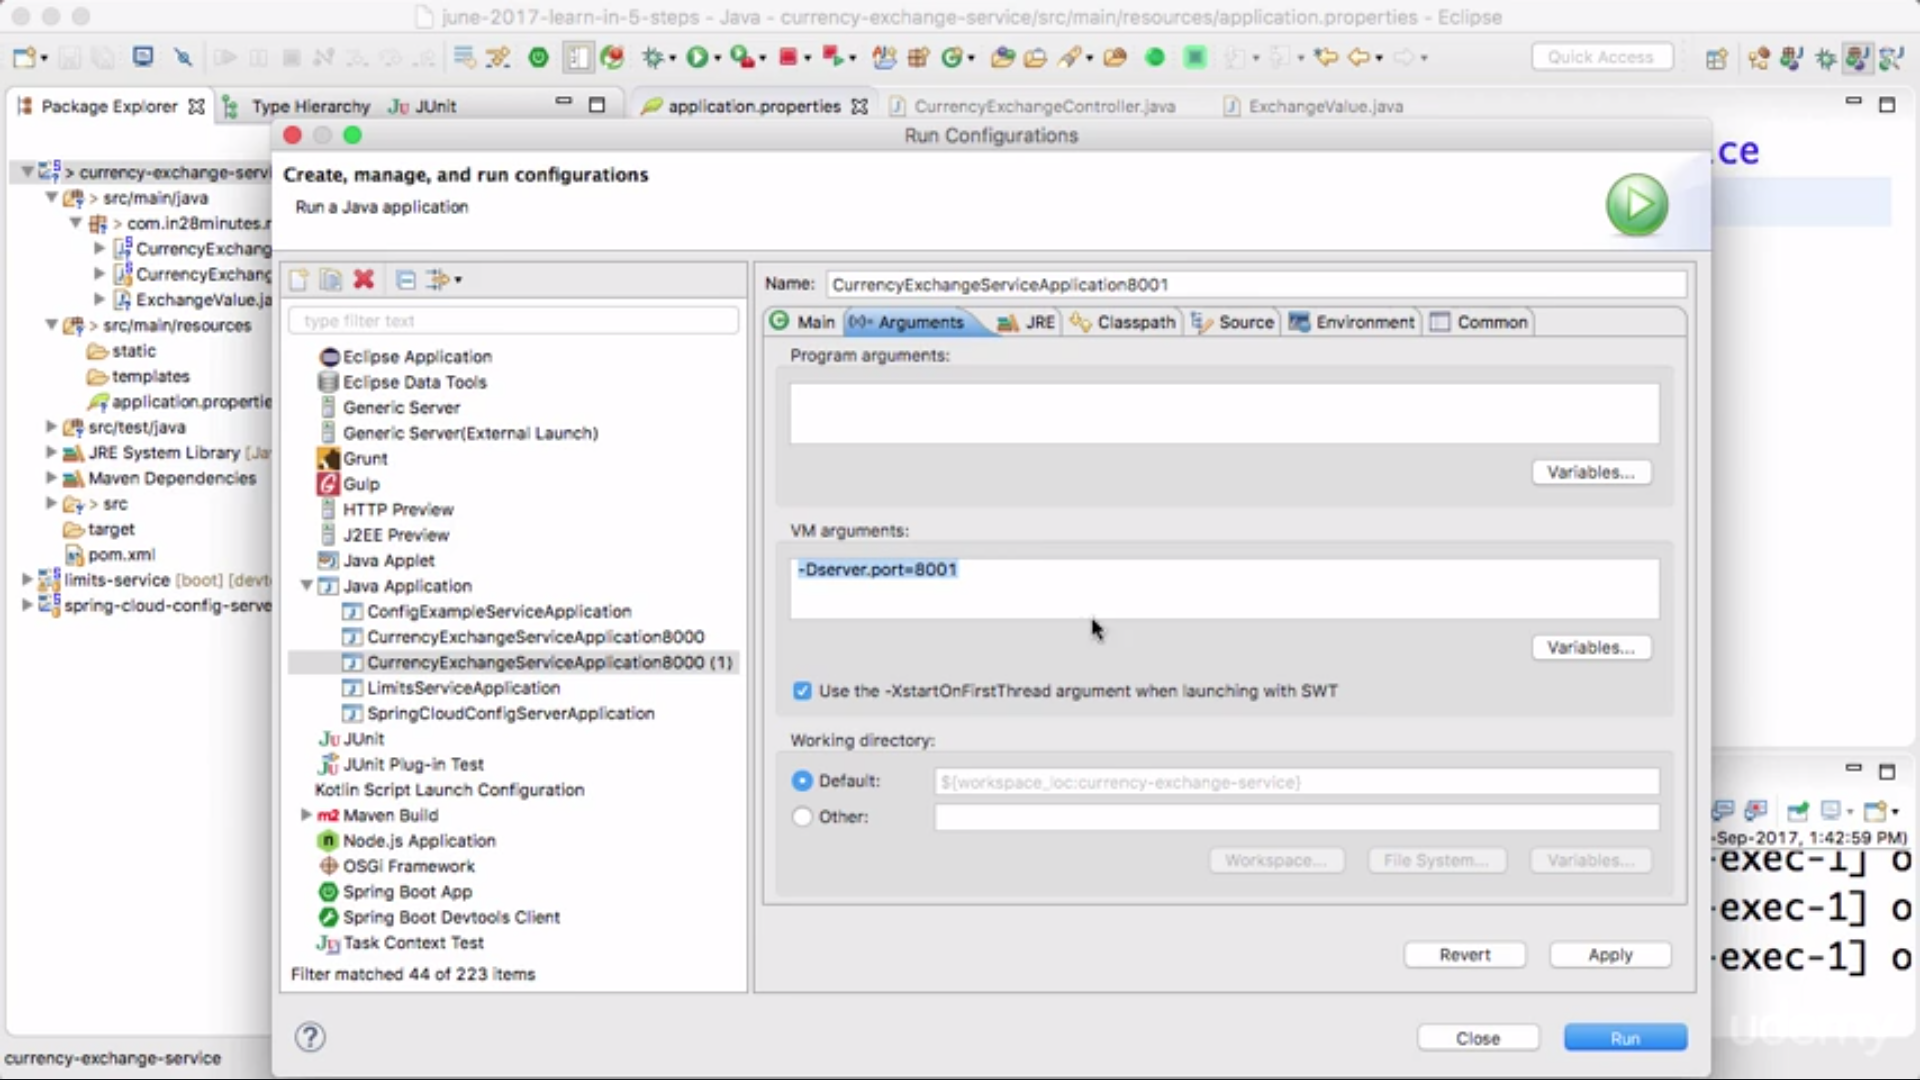 june-2017-learn-in-5-steps - Java - currency-exchange-service/src/main/resources/application.properties - Eclipse
Quick Access
Package Explorer
Type Hierarchy
JUnit
application.properties
CurrencyExchangeController.java
ExchangeValue.java
Run Configurations
ce
> currency-exchange-servi
> src/main/java
> com.in28minutes.r
CurrencyExchang
CurrencyExchang
ExchangeValue.ja
> src/main/resources
static
templates
application.propertie
src/test/java
JRE System Library [Ja
Maven Dependencies
> src
target
pom.xml
limits-service [boot] [devt
spring-cloud-config-serve
Create, manage, and run configurations
Run a Java application
type filter text
Eclipse Application
Eclipse Data Tools
Generic Server
Generic Server(External Launch)
Grunt
Gulp
HTTP Preview
J2EE Preview
Java Applet
Java Application
ConfigExampleServiceApplication
CurrencyExchangeServiceApplication8000
CurrencyExchangeServiceApplication8000 (1)
LimitsServiceApplication
SpringCloudConfigServerApplication
JUnit
JUnit Plug-in Test
Kotlin Script Launch Configuration
m2 Maven Build
Node.js Application
OSGi Framework
Spring Boot App
Spring Boot Devtools Client
Task Context Test
Filter matched 44 of 223 items
Name: CurrencyExchangeServiceApplication8001
Main
Arguments
JRE
Classpath
Source
Environment
Common
Program arguments:
Variables...
VM arguments:
-Dserver.port=8001
Variables...
Use the -XstartOnFirstThread argument when launching with SWT
Working directory:
Default: ${workspace_loc:currency-exchange-service}
Other:
Workspace...
File System...
Variables...
Revert
Apply
Close
Run
-Sep-2017, 1:42:59 PM)
-exec-1] o
-exec-1] o
-exec-1] o
currency-exchange-service
Udemy